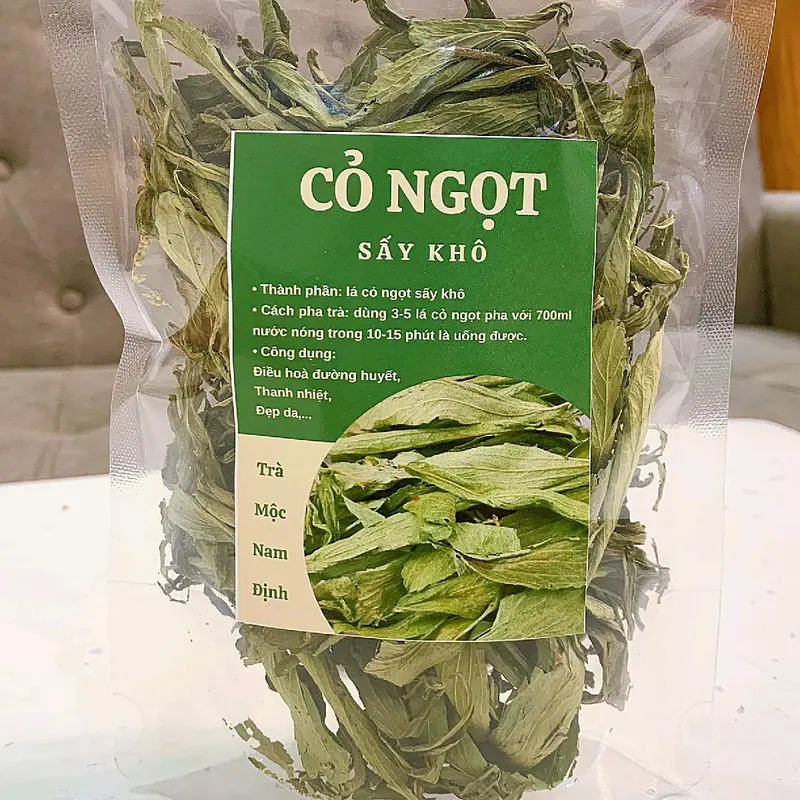 CỎ NGỌT
SẤY KHÔ
• Thành phần: lá cỏ ngọt sấy khô
• Cách pha trà: dùng 3-5 lá cỏ ngọt pha với 700ml
nước nóng trong 10-15 phút là uống được.
• Công dụng:
Điều hoà đường huyết,
Thanh nhiệt,
Đẹp da,...
Trà
Mộc
Nam
Định